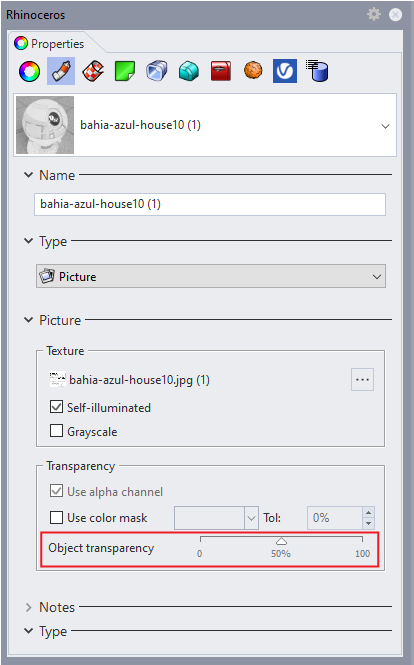 Rhinoceros
Properties
bahia-azul-house10 (1)
Name
bahia-azul-house10 (1)
Type
Picture
Picture
Texture
bahia-azul-house10.jpg (1)
...
Self-illuminated
Grayscale
Transparency
Use alpha channel
Use color mask Tol: 0%
Object transparency
0 50% 100
Notes
Type